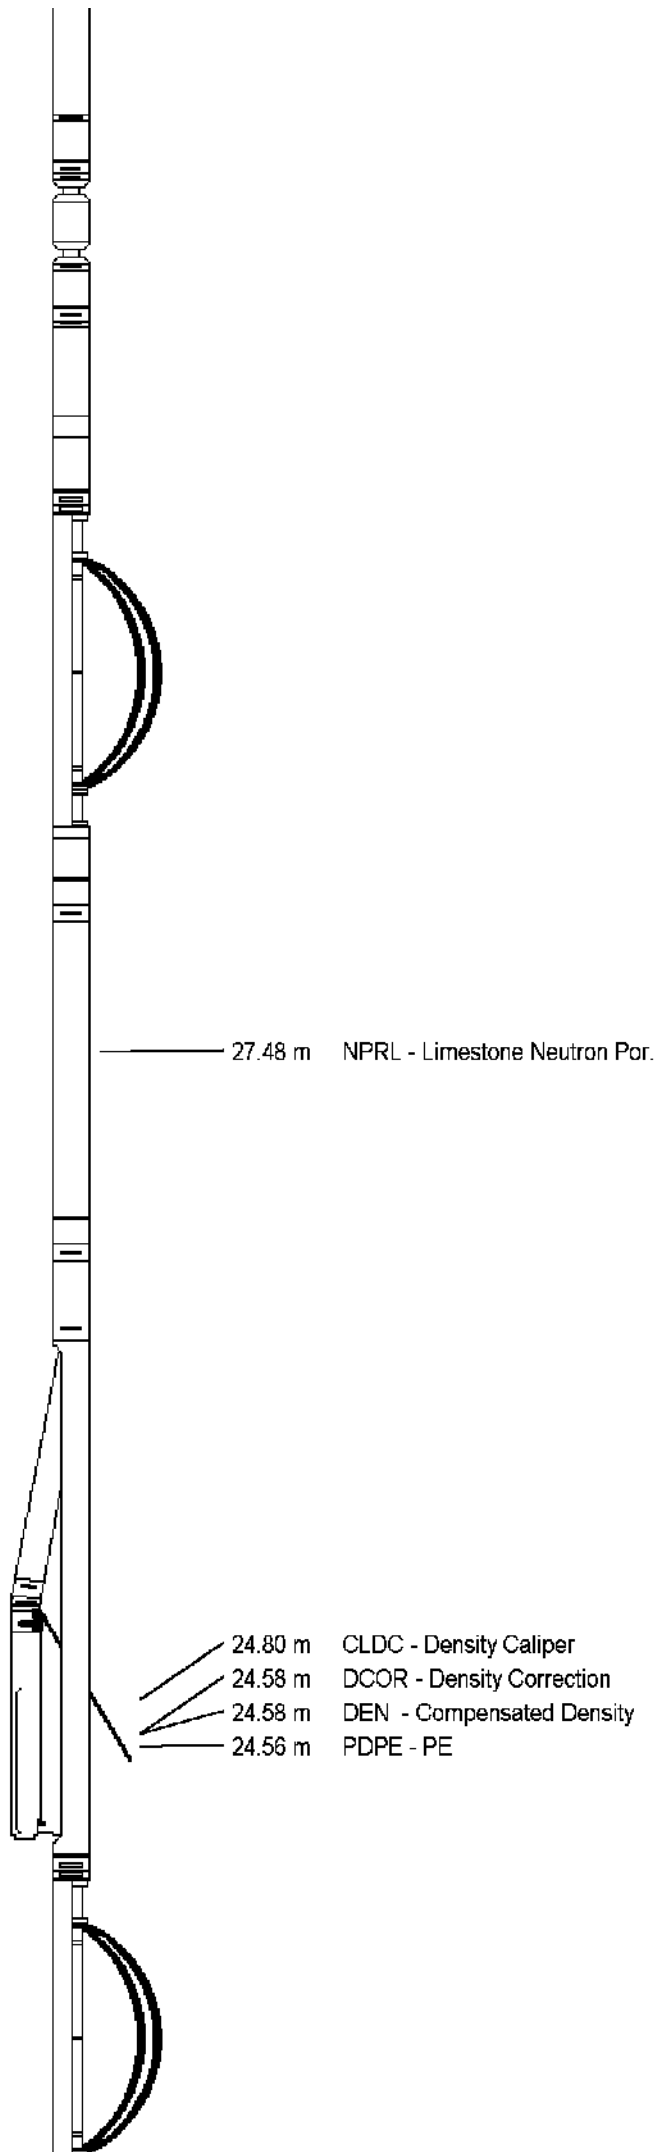 27.48 m NPRL - Limestone Neutron Por.
24.80 m CLDC - Density Caliper
24.58 m DCOR - Density Correction
24.58 m DEN - Compensated Density
24.56 m PDPE - PE